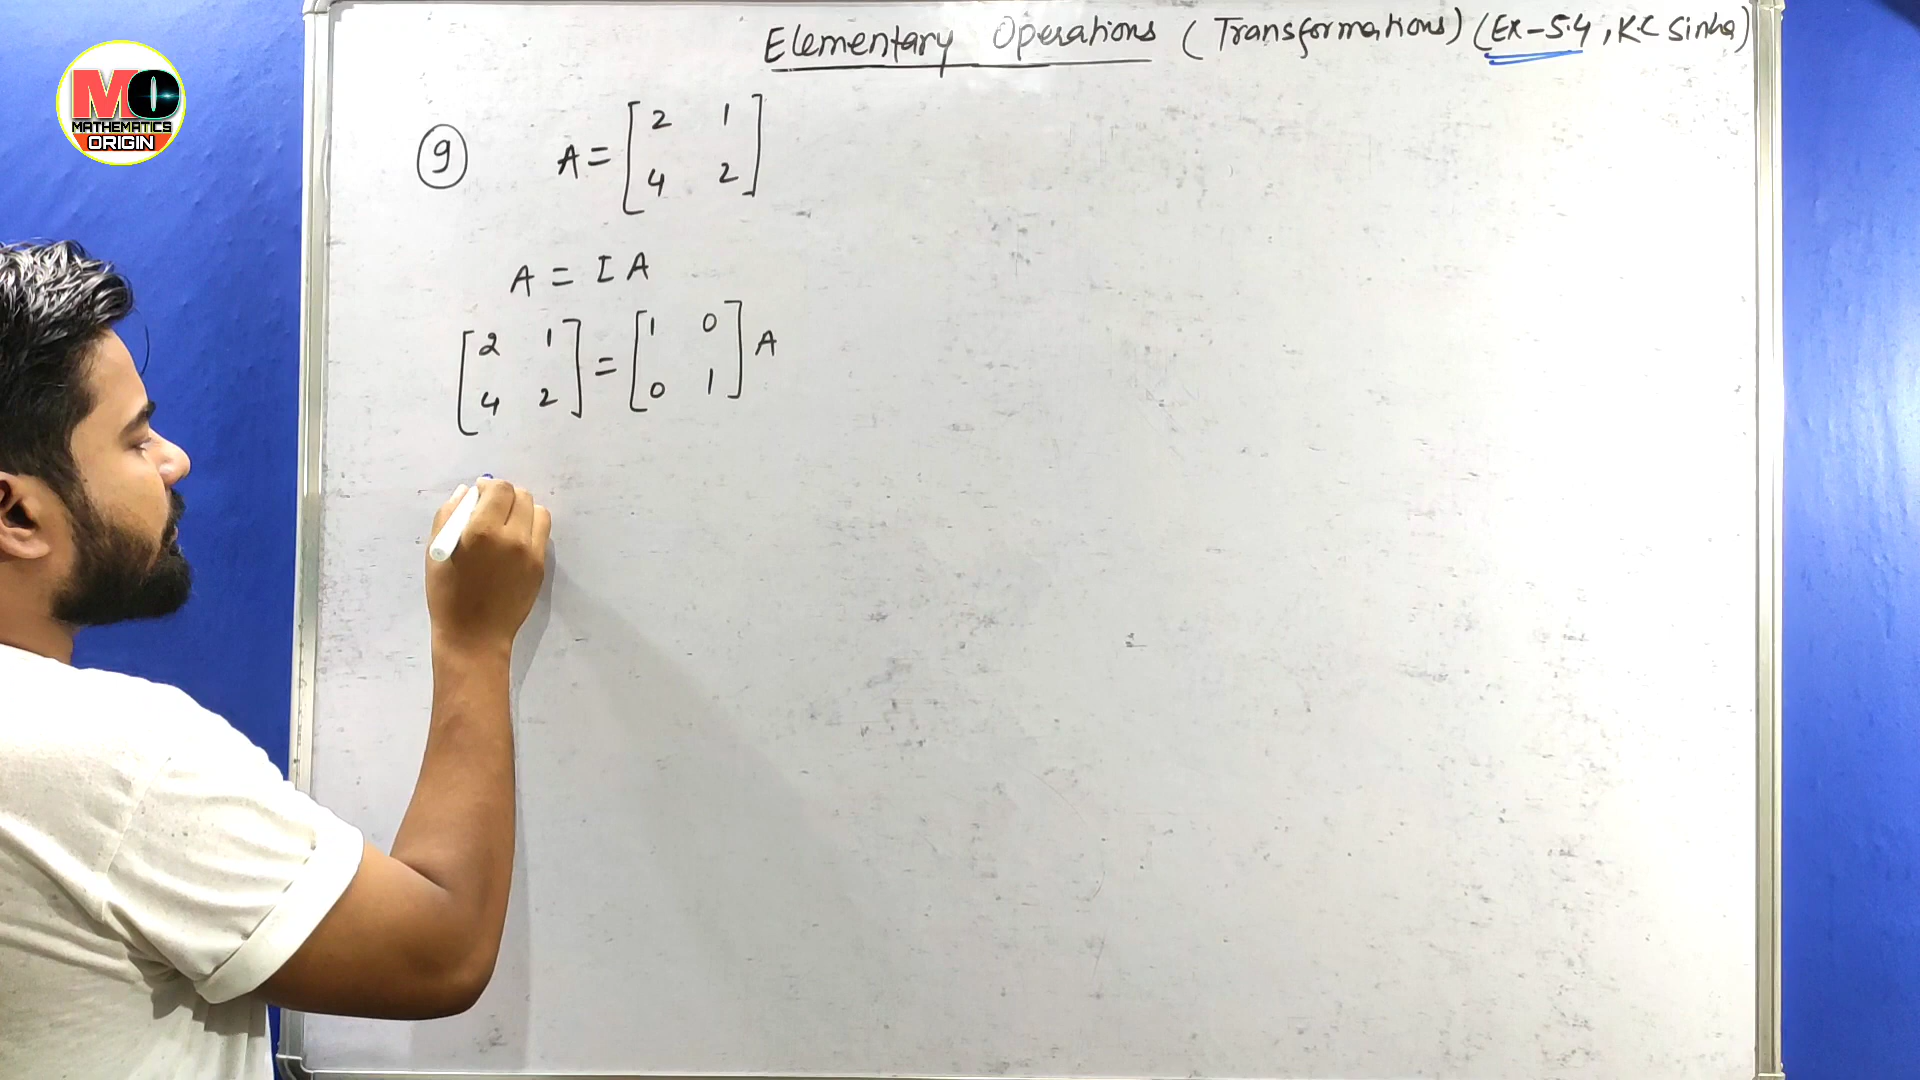 Elementary Operations (Transformations) (Ex-5.4, K.C Sinha)
MO
MATHEMATICS
ORIGIN
9 A = [2 1
4 2]
A = I A
[2 1
4 2] = [1 0
0 1] A